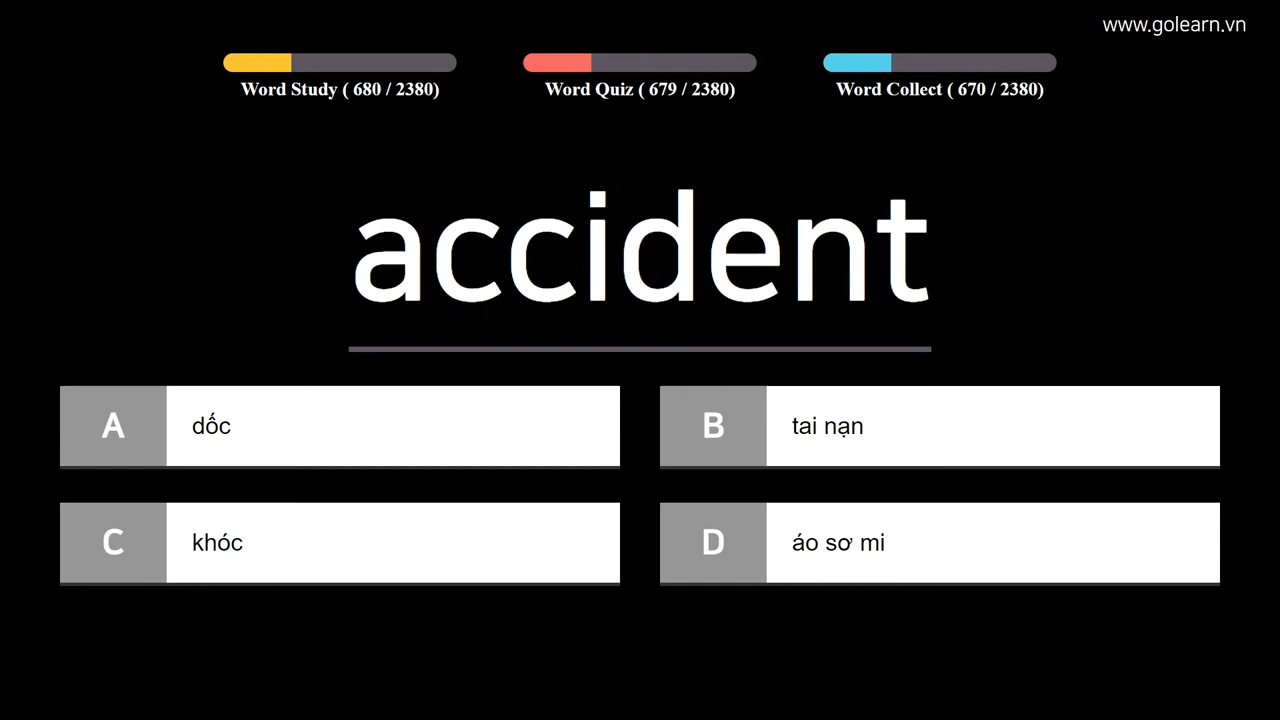 www.golearn.vn
Word Study ( 680 / 2380)
Word Quiz ( 679 / 2380)
Word Collect ( 670 / 2380)
accident
A dốc
B tai nạn
C khóc
D áo sơ mi